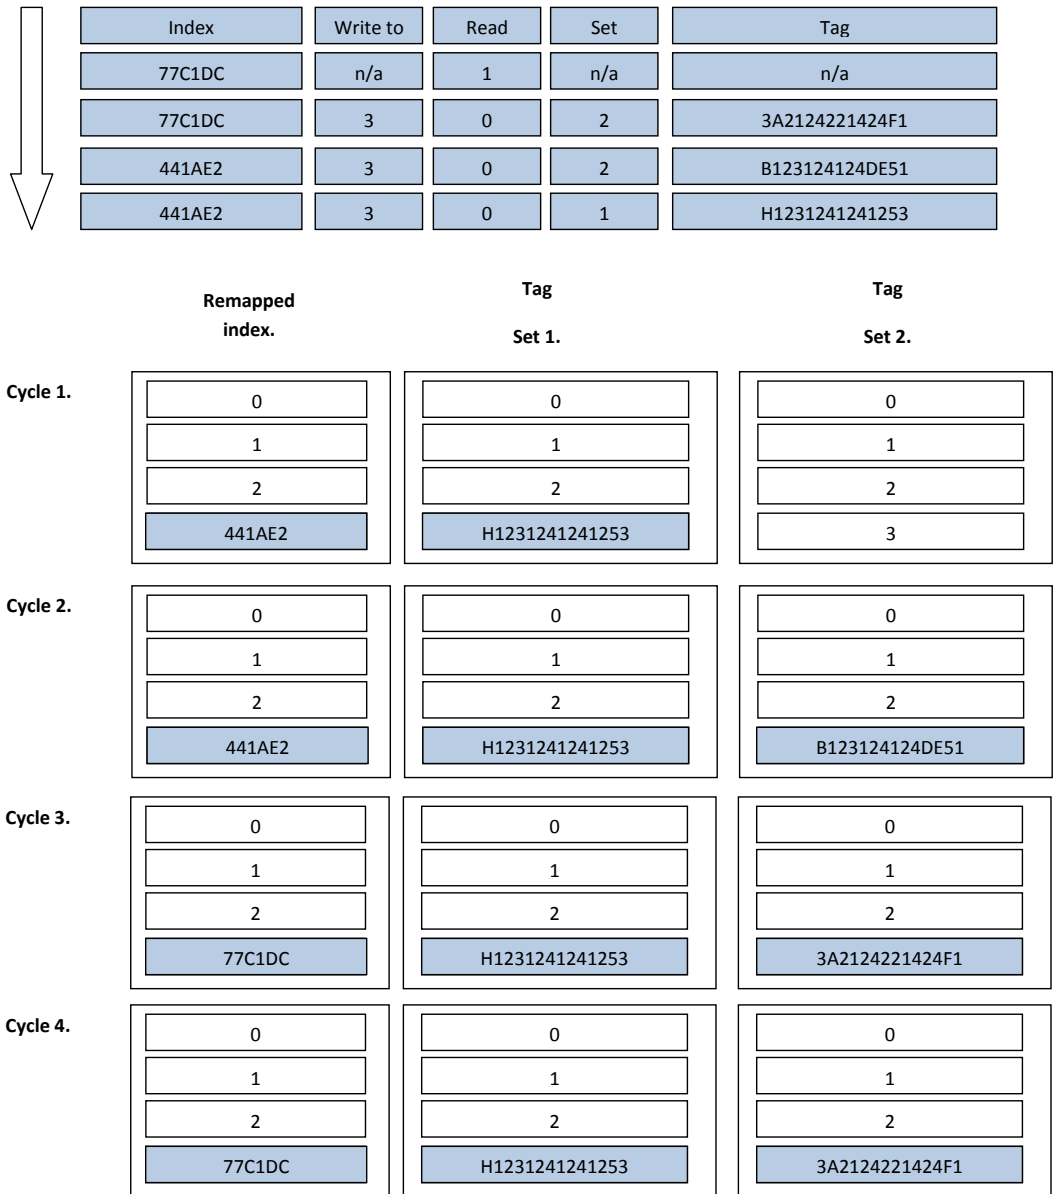 Index Write to Read Set Tag
77C1DC n/a 1 n/a n/a
77C1DC 3 0 2 3A2124221424F1
441AE2 3 0 2 B123124124DE51
441AE2 3 0 1 H1231241241253
Remapped index. Tag Set 1. Tag Set 2.
Cycle 1.
0 0 0
1 1 1
2 2 2
441AE2 H1231241241253 3
Cycle 2.
0 0 0
1 1 1
2 2 2
441AE2 H1231241241253 B123124124DE51
Cycle 3.
0 0 0
1 1 1
2 2 2
77C1DC H1231241241253 3A2124221424F1
Cycle 4.
0 0 0
1 1 1
2 2 2
77C1DC H1231241241253 3A2124221424F1